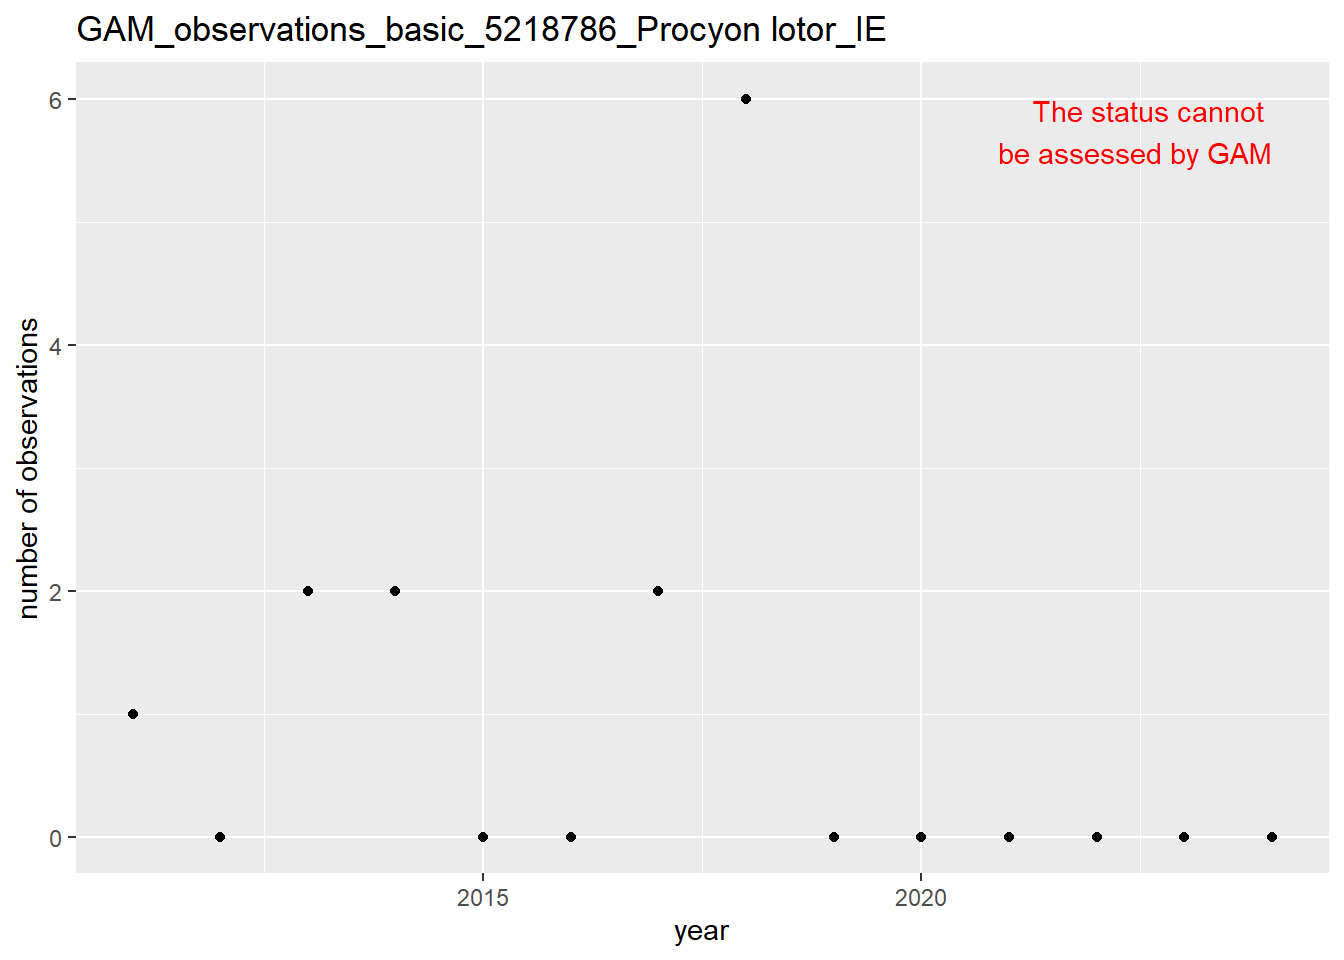 GAM_observations_basic_5218786_Procyon lotor_IE
The status cannot
be assessed by GAM
6
4
2
0
number of observations
2015
2020
year